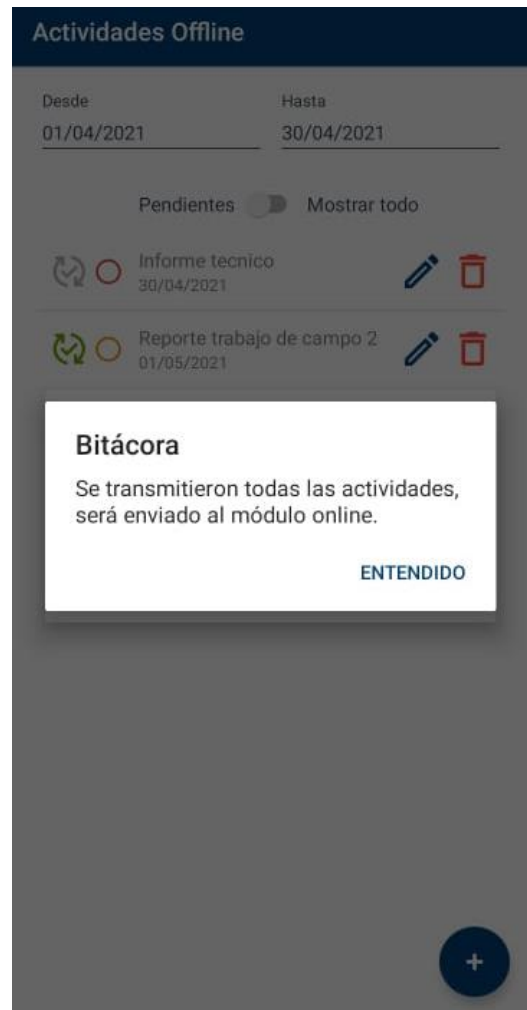 Actividades Offline
Desde Hasta
01/04/2021 30/04/2021
Pendientes Mostrar todo
Informe tecnico
30/04/2021
Reporte trabajo de campo 2
01/05/2021
Bitácora
Se transmitieron todas las actividades,
será enviado al módulo online.
ENTENDIDO
+